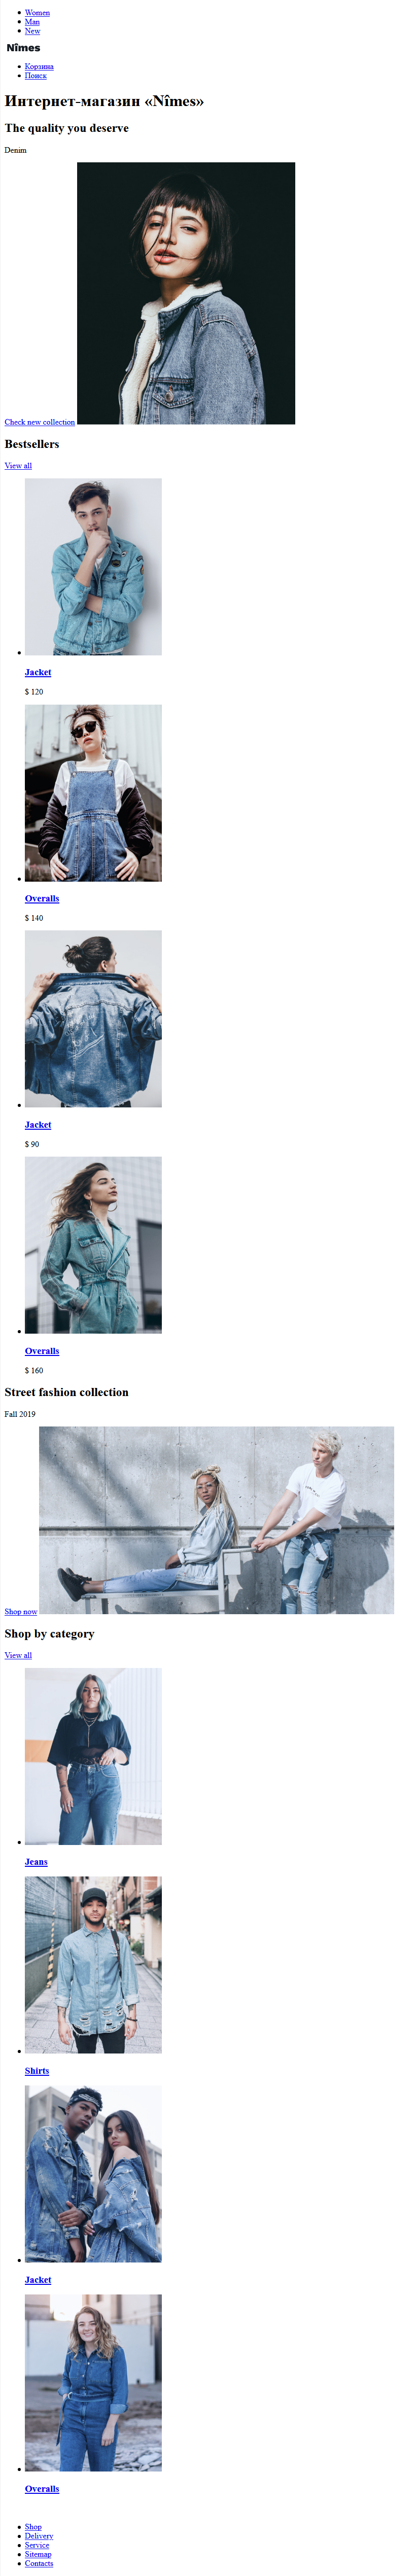 Women
Man
New
Nîmes
Корзина
Поиск
Интернет-магазин «Nîmes»
The quality you deserve
Denim
Check new collection
Bestsellers
View all
Jacket
$ 120
Overalls
$ 140
Jacket
$ 90
Overalls
$ 160
Street fashion collection
Fall 2019
Shop now
Shop by category
View all
Jeans
Shirts
Jacket
Overalls
Shop
Delivery
Service
Sitemap
Contacts